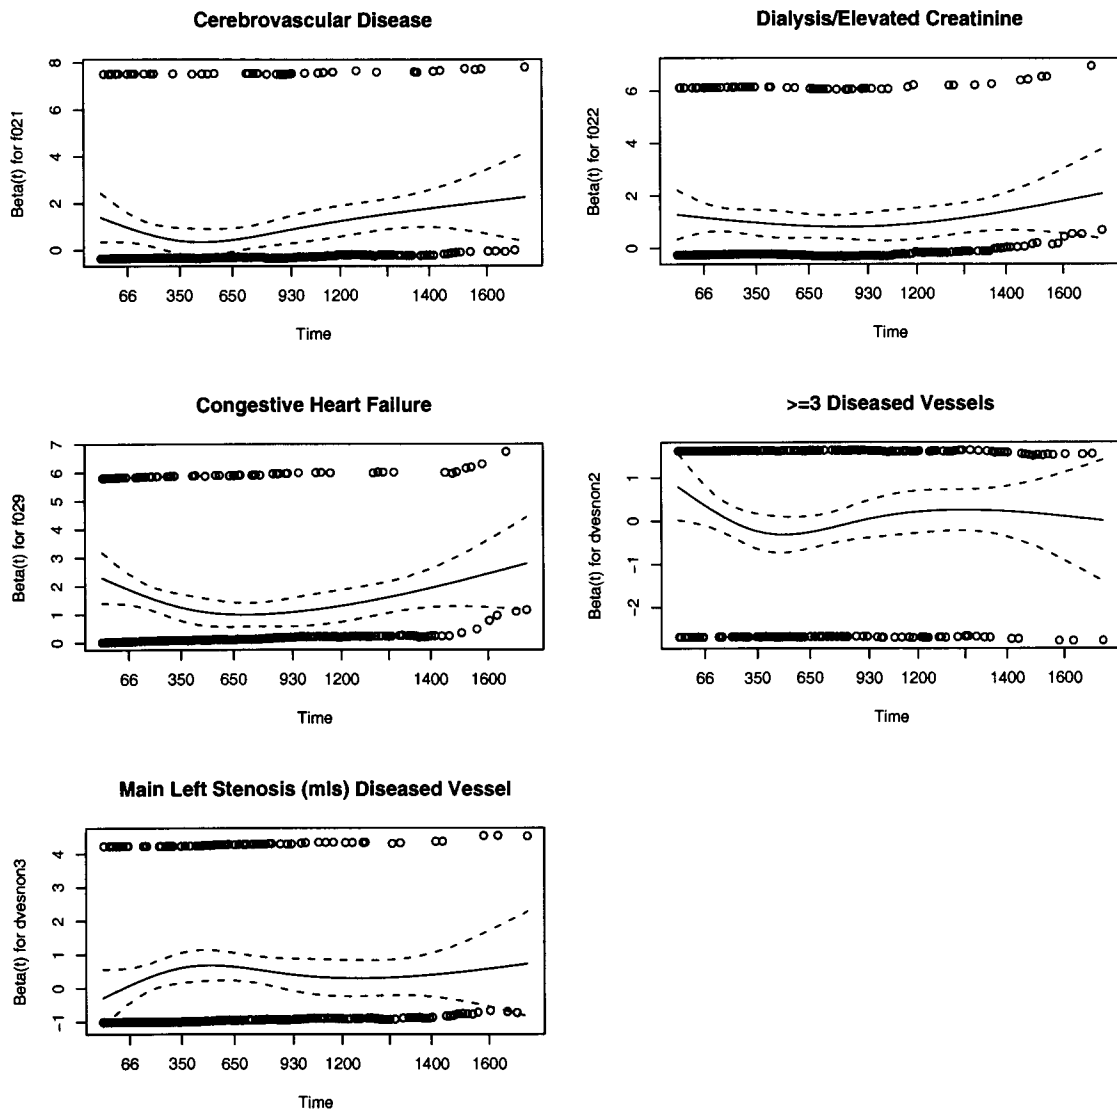 Cerebrovascular Disease
Beta(t) for f021
8
6
4
2
0
66 350 650 930 1200 1400 1600
Time
Dialysis/Elevated Creatinine
Beta(t) for f022
6
4
2
0
66 350 650 930 1200 1400 1600
Time
Congestive Heart Failure
Beta(t) for f029
7
6
5
4
3
2
1
0
66 350 650 930 1200 1400 1600
Time
>=3 Diseased Vessels
Beta(t) for dvesnon2
1
0
−1
−2
66 350 650 930 1200 1400 1600
Time
Main Left Stenosis (mls) Diseased Vessel
Beta(t) for dvesnon3
4
3
2
1
0
−1
66 350 650 930 1200 1400 1600
Time